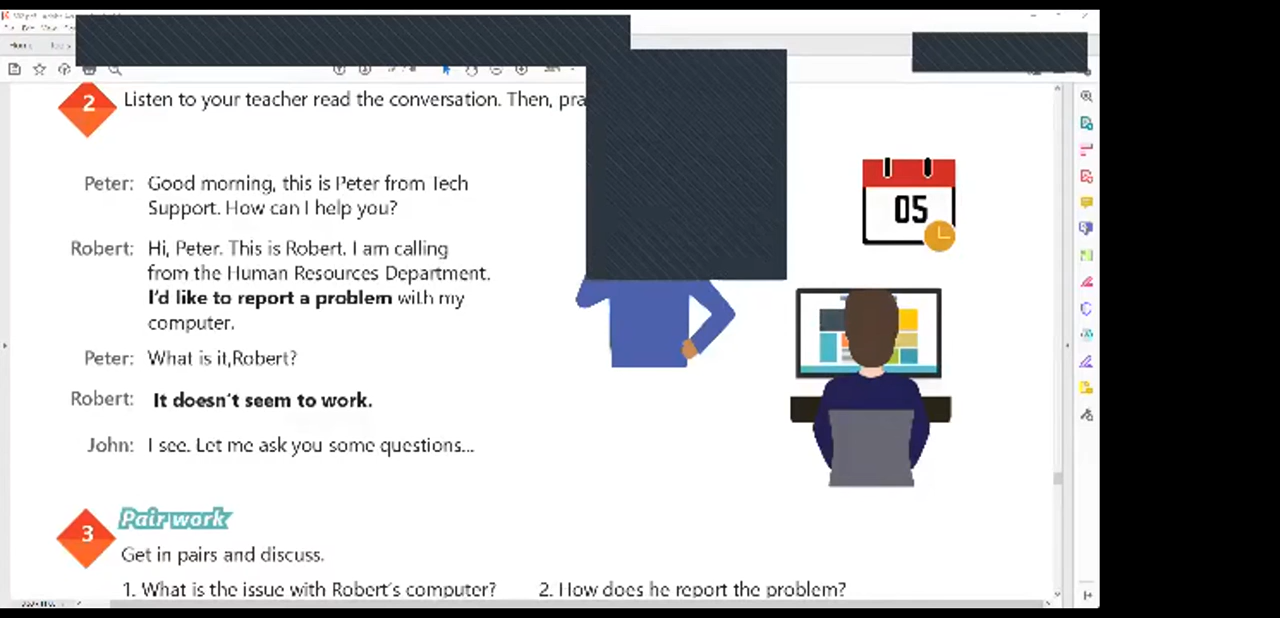 2 Listen to your teacher read the conversation. Then,
05
Peter: Good morning, this is Peter from Tech
Support. How can I help you?
Robert: Hi, Peter. This is Robert. I am calling
from the Human Resources Department.
I'd like to report a problem with my
computer.
Peter: What is it,Robert?
Robert: It doesn't seem to work.
John: I see. Let me ask you some questions...
3 Pair work
Get in pairs and discuss.
1. What is the issue with Robert's computer? 2. How does he report the problem?